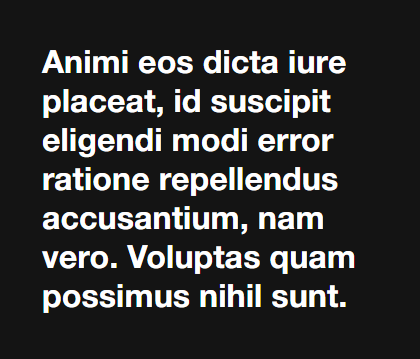 Animi eos dicta iure
placeat, id suscipit
eligendi modi error
ratione repellendus
accusantium, nam
vero. Voluptas quam
possimus nihil sunt.